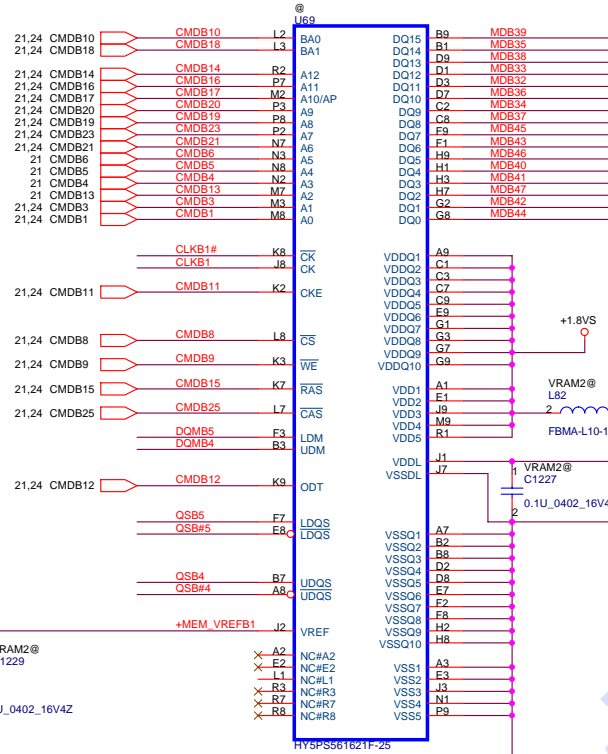 @
U69
21,24 CMDB10 CMDB10 L2 BA0 DQ15 B9 MDB39
21,24 CMDB18 CMDB18 L3 BA1 DQ14 B1 MDB35
DQ13 D9 MDB38
21,24 CMDB14 CMDB14 R2 A12 DQ12 D1 MDB33
21,24 CMDB16 CMDB16 P7 A11 DQ11 D3 MDB32
21,24 CMDB17 CMDB17 M2 A10/AP DQ10 D7 MDB36
21,24 CMDB20 CMDB20 P3 A9 DQ9 C2 MDB34
21,24 CMDB19 CMDB19 P8 A8 DQ8 C8 MDB37
21,24 CMDB23 CMDB23 P2 A7 DQ7 F9 MDB45
21,24 CMDB21 CMDB21 N7 A6 DQ6 F1 MDB43
21 CMDB6 CMDB6 N3 A5 DQ5 H9 MDB46
21 CMDB5 CMDB5 N8 A4 DQ4 H1 MDB40
21 CMDB4 CMDB4 N2 A3 DQ3 H3 MDB41
21 CMDB13 CMDB13 M7 A2 DQ2 H7 MDB47
21,24 CMDB3 CMDB3 M3 A1 DQ1 G2 MDB42
21,24 CMDB1 CMDB1 M8 A0 DQ0 G8 MDB44
CLKB1# K8 CK VDDQ1 A9
CLKB1 J8 CK VDDQ2 C1
VDDQ3 C3
21,24 CMDB11 CMDB11 K2 CKE VDDQ4 C7
VDDQ5 C9
VDDQ6 E9
VDDQ7 G1
+1.8VS
21,24 CMDB8 CMDB8 L8 CS VDDQ8 G3
VDDQ9 G7
21,24 CMDB9 CMDB9 K3 WE VDDQ10 G9
21,24 CMDB15 CMDB15 K7 RAS VDD1 A1
VRAM2@
VDD2 E1
L82
21,24 CMDB25 CMDB25 L7 CAS VDD3 J9 2
VDD4 M9
DQMB5 F3 LDM VDD5 R1
FBMA-L10-1
DQMB4 B3 UDM
VDDL J1
VSSDL J7
1 VRAM2@
C1227
21,24 CMDB12 CMDB12 K9 ODT
0.1U_0402_16V4
2
QSB5 F7 LDQS
QSB#5 E8 LDQS VSSQ1 A7
VSSQ2 B2
VSSQ3 B8
VSSQ4 D2
QSB4 B7 UDQS VSSQ5 D8
QSB#4 A8 UDQS VSSQ6 E7
VSSQ7 F2
VSSQ8 F8
+MEM_VREFB1 J2 VREF VSSQ9 H2
VSSQ10 H8
RAM2@
1229
A2 NC#A2
E2 NC#E2 VSS1 A3
L1 NC#L1 VSS2 E3
R3 NC#R3 VSS3 J3
R7 NC#R7 VSS4 N1
R8 NC#R8 VSS5 P9
U_0402_16V4Z
HY5PS561621F-25